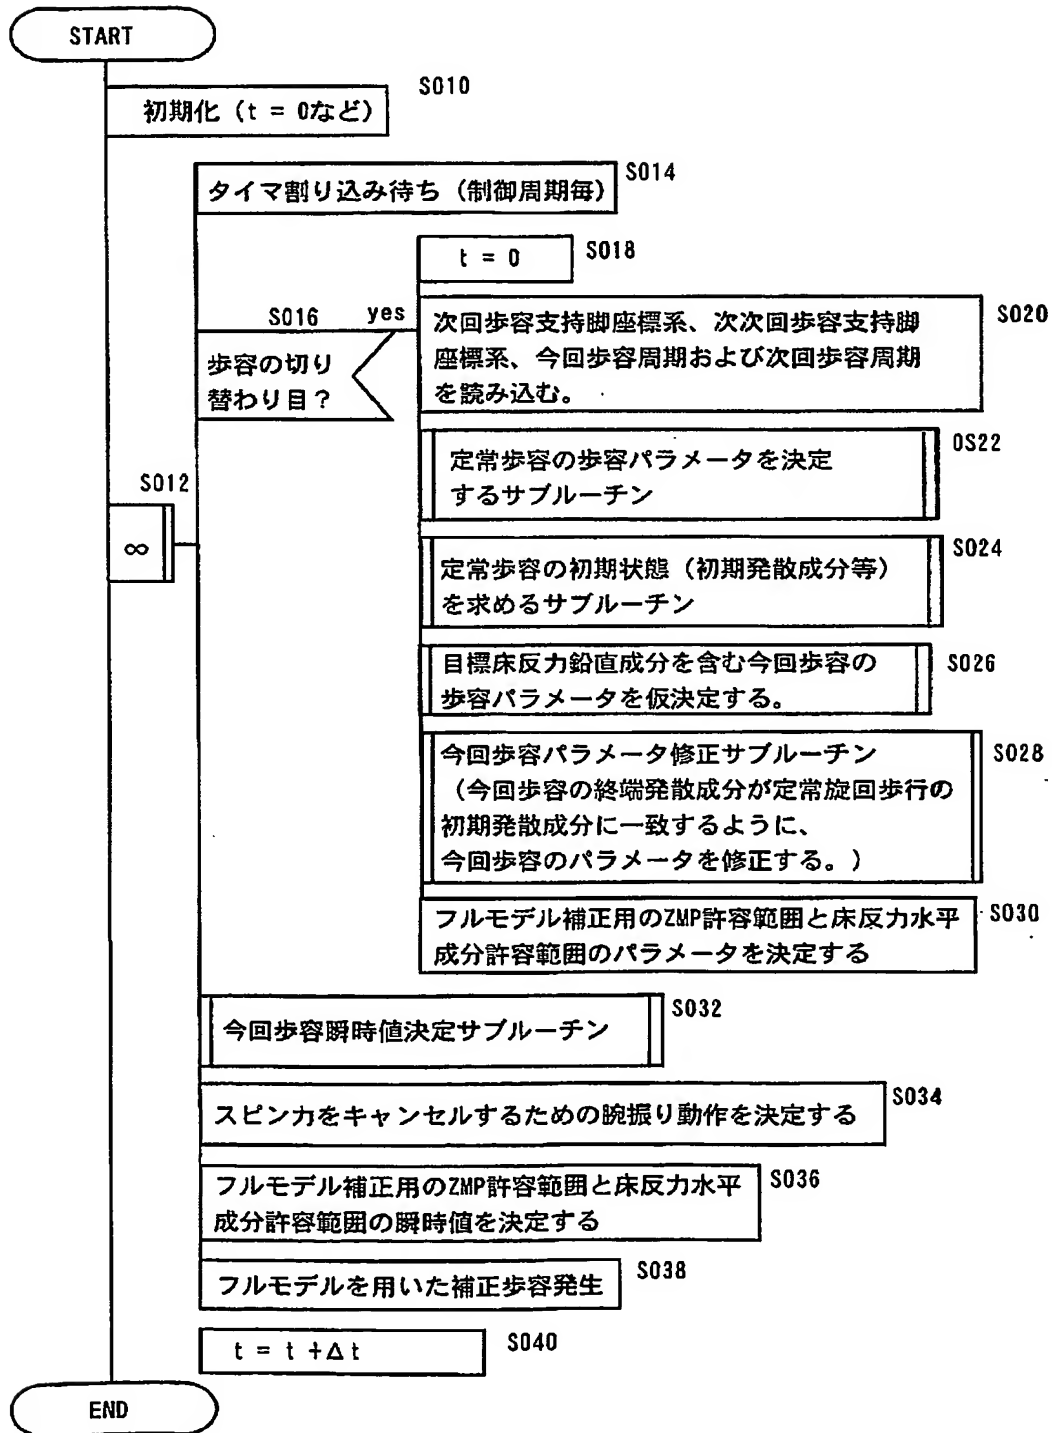 START
S010
初期化（t = 0など）
S014
タイマ割り込み待ち（制御周期毎）
t = 0
S018
S016
yes
歩容の切り
替わり目？
S020
次回歩容支持脚座標系、次次回歩容支持脚
座標系、今回歩容周期および次回歩容周期
を読み込む。
0S22
定常歩容の歩容パラメータを決定
するサブルーチン
S012
∞
S024
定常歩容の初期状態（初期発散成分等）
を求めるサブルーチン
S026
目標床反力鉛直成分を含む今回歩容の
歩容パラメータを仮決定する。
S028
今回歩容パラメータ修正サブルーチン
（今回歩容の終端発散成分が定常旋回歩行の
初期発散成分に一致するように、
今回歩容のパラメータを修正する。）
S030
フルモデル補正用のZMP許容範囲と床反力水平
成分許容範囲のパラメータを決定する
S032
今回歩容瞬時値決定サブルーチン
S034
スピン力をキャンセルするための腕振り動作を決定する
S036
フルモデル補正用のZMP許容範囲と床反力水平
成分許容範囲の瞬時値を決定する
S038
フルモデルを用いた補正歩容発生
S040
t = t +Δt
END